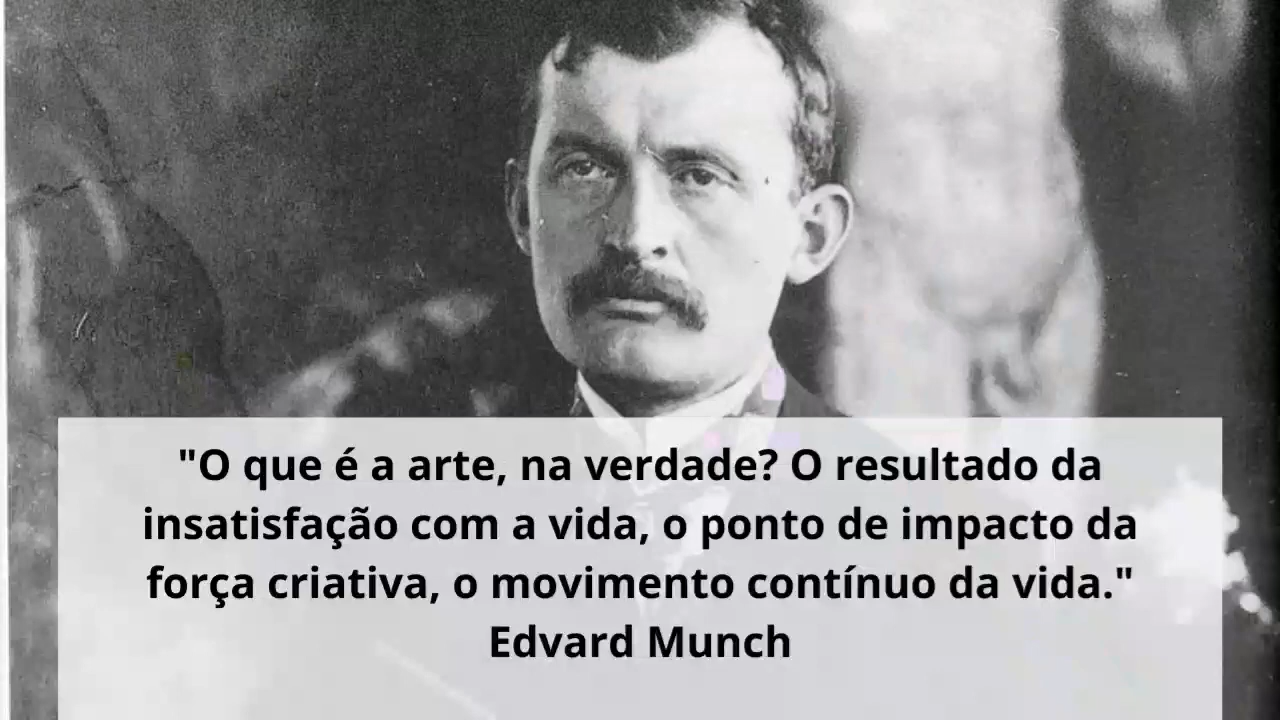 "O que é a arte, na verdade? O resultado da
insatisfação com a vida, o ponto de impacto da
força criativa, o movimento contínuo da vida."
Edvard Munch